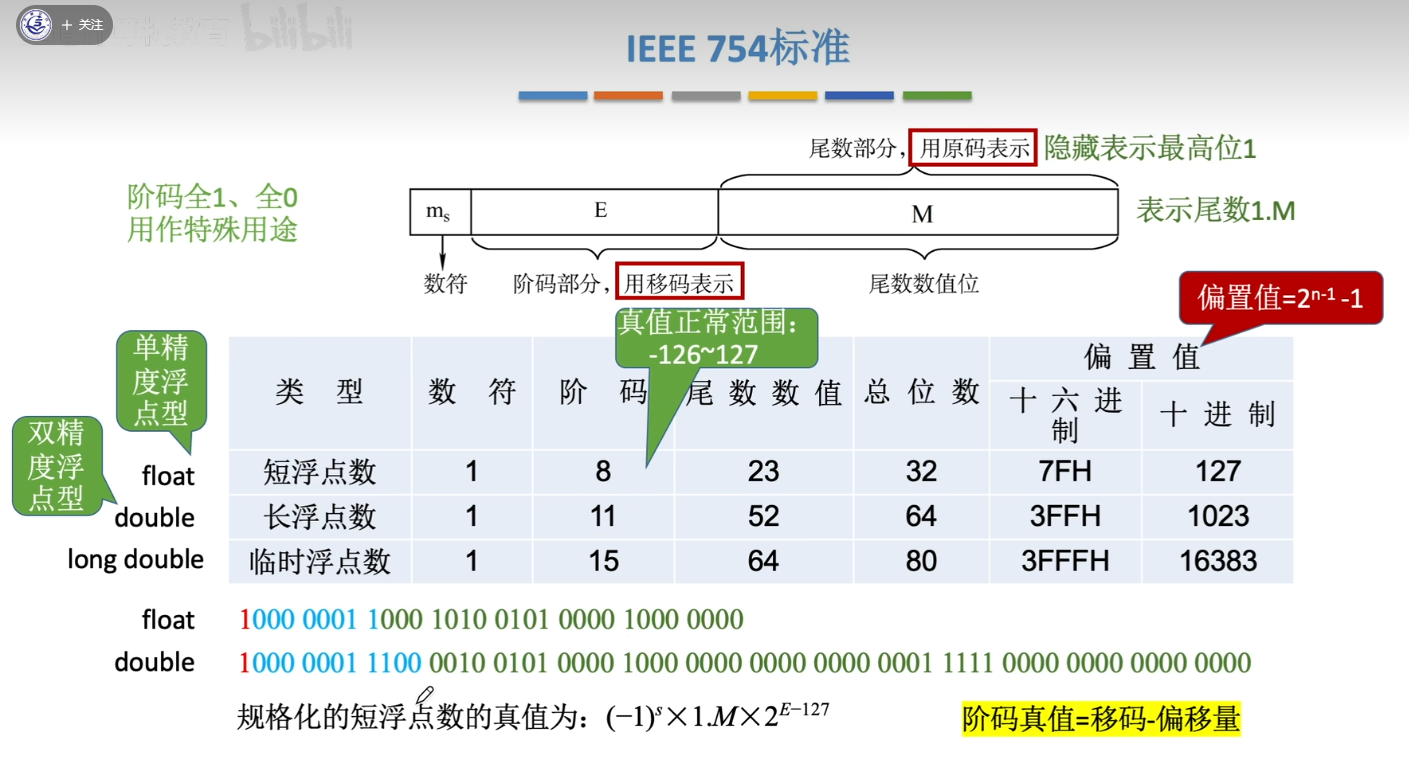 + 关注
bilibili
IEEE 754标准
尾数部分，用原码表示 隐藏表示最高位1
阶码全1、全0
用作特殊用途
mₛ E M
表示尾数1.M
数符 阶码部分，用移码表示 尾数数值位
偏置值=2ⁿ⁻¹ -1
真值正常范围：
-126~127
单精
度浮
点型
双精
度浮
点型
类 型 数 符 阶 码 尾数数值 总位数 偏置值
十六进制 十进制
float 短浮点数 1 8 23 32 7FH 127
double 长浮点数 1 11 52 64 3FFH 1023
long double 临时浮点数 1 15 64 80 3FFFH 16383
float 1000 0001 1000 1010 0101 0000 1000 0000
double 1000 0001 1100 0010 0101 0000 1000 0000 0000 0000 0001 1111 0000 0000 0000 0000
规格化的短浮点数的真值为：(−1)ˢ×1.M×2ᴱ⁻¹²⁷
阶码真值=移码-偏移量